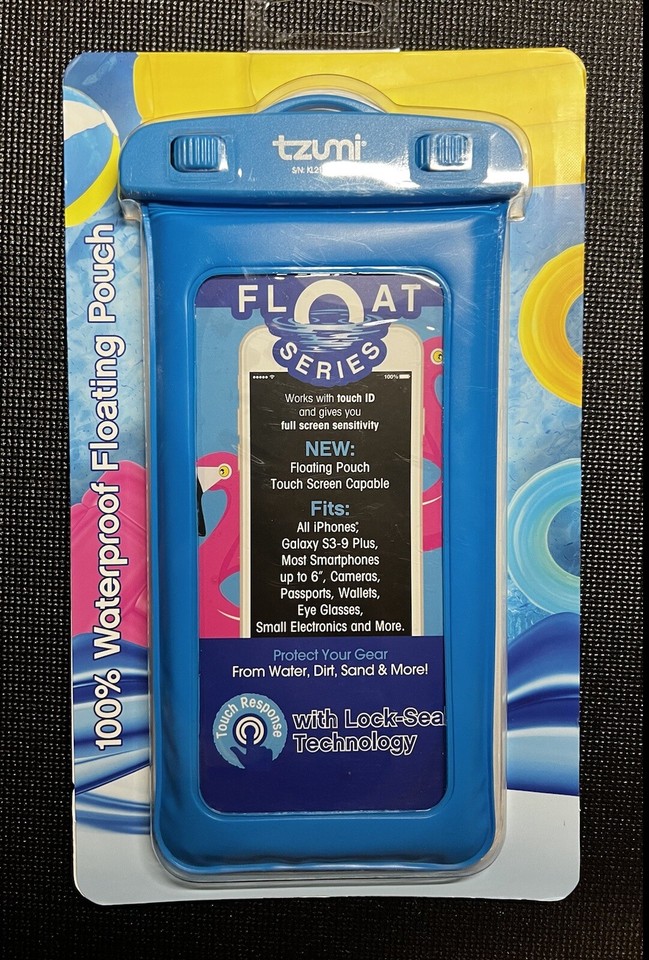 tzumi
S/N: KL2
100% Waterproof Floating Pouch
FLOAT
SERIES
100%
Works with touch ID
and gives you
full screen sensitivity
NEW:
Floating Pouch
Touch Screen Capable
Fits:
All iPhones,
Galaxy S3-9 Plus,
Most Smartphones
up to 6", Cameras,
Passports, Wallets,
Eye Glasses,
Small Electronics and More.
Protect Your Gear
From Water, Dirt, Sand & More!
Touch Response
with Lock-Seal
Technology